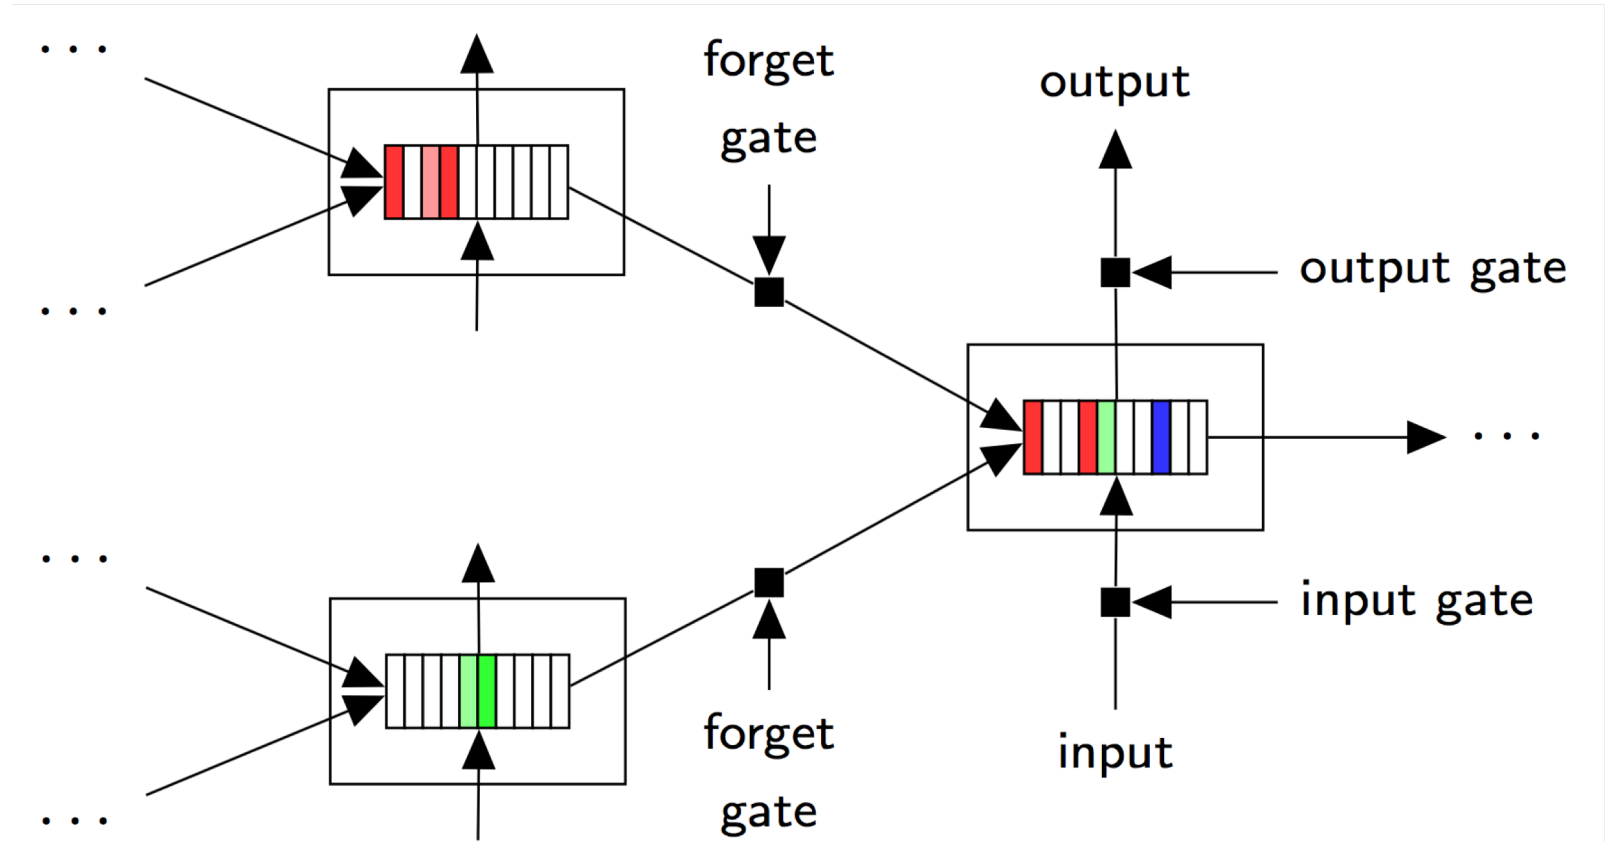 ...
forget
gate
output
output gate
...
...
...
input gate
forget
gate
input
...